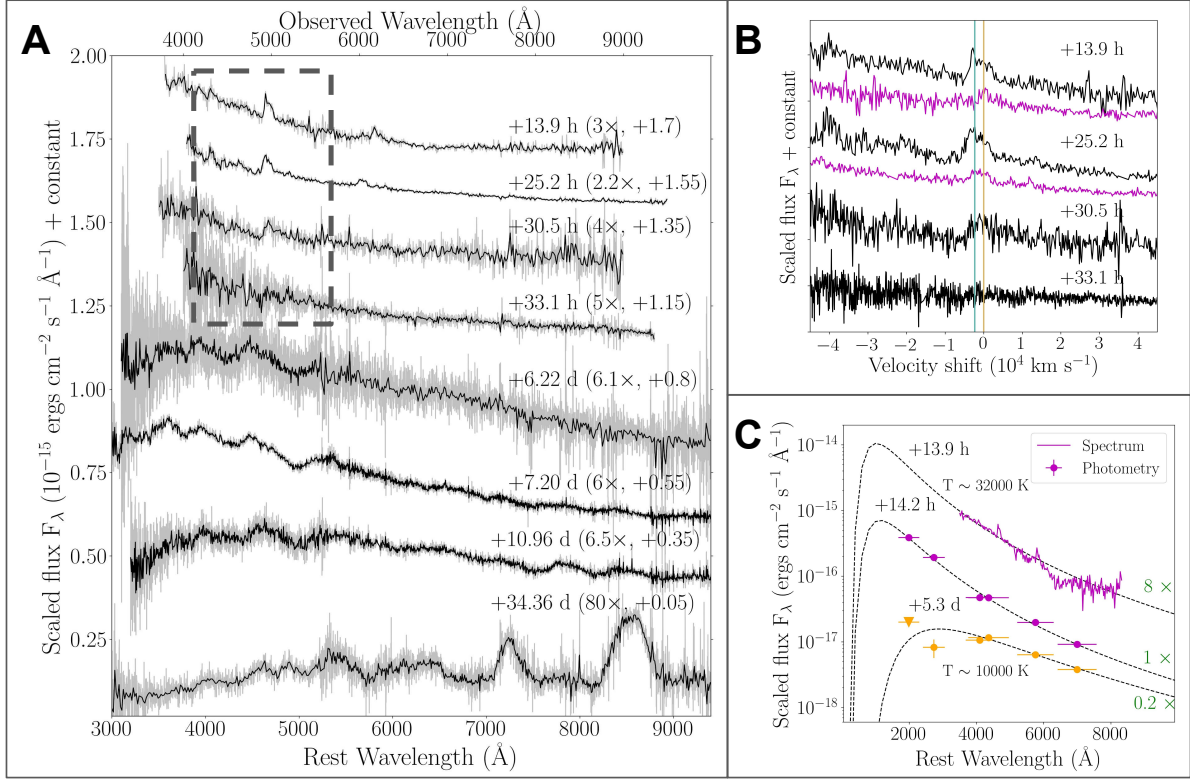 A
Observed Wavelength (Å)
4000 5000 6000 7000 8000 9000
2.00
1.75
1.50
1.25
1.00
0.75
0.50
0.25
Scaled flux Fλ (10⁻¹⁵ ergs cm⁻² s⁻¹ Å⁻¹) + constant
+13.9 h (3×, +1.7)
+25.2 h (2.2×, +1.55)
+30.5 h (4×, +1.35)
+33.1 h (5×, +1.15)
+6.22 d (6.1×, +0.8)
+7.20 d (6×, +0.55)
+10.96 d (6.5×, +0.35)
+34.36 d (80×, +0.05)
3000 4000 5000 6000 7000 8000 9000
Rest Wavelength (Å)
B
Scaled flux Fλ + constant
+13.9 h
+25.2 h
+30.5 h
+33.1 h
−4 −3 −2 −1 0 1 2 3 4
Velocity shift (10⁴ km s⁻¹)
C
Scaled flux Fλ (ergs cm⁻² s⁻¹ Å⁻¹)
10⁻¹⁴
10⁻¹⁵
10⁻¹⁶
10⁻¹⁷
10⁻¹⁸
Spectrum
Photometry
+13.9 h
T ∼ 32000 K
+14.2 h
+5.3 d
T ∼ 10000 K
8 ×
1 ×
0.2 ×
2000 4000 6000 8000
Rest Wavelength (Å)